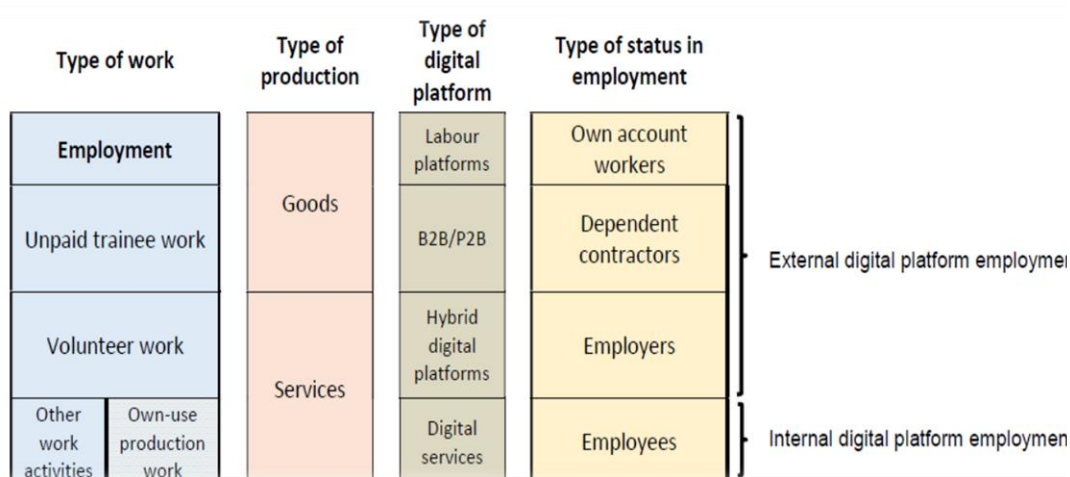 Type of work
Type of
production
Type of
digital
platform
Type of status in
employment
Employment
Unpaid trainee work
Volunteer work
Other
work
activities
Own-use
production
work
Goods
Services
Labour
platforms
B2B/P2B
Hybrid
digital
platforms
Digital
services
Own account
workers
Dependent
contractors
Employers
Employees
External digital platform employmen
Internal digital platform employmen